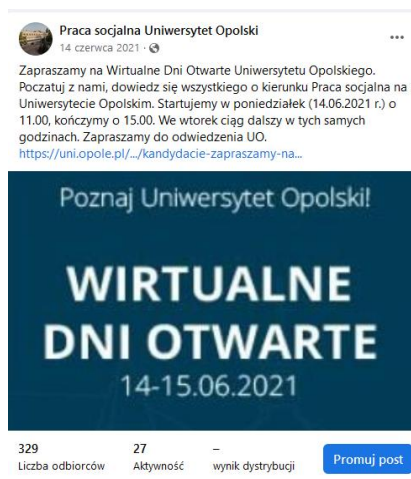 Praca socjalna Uniwersytet Opolski
14 czerwca 2021 ·
Zapraszamy na Wirtualne Dni Otwarte Uniwersytetu Opolskiego.
Poczatuj z nami, dowiedz się wszystkiego o kierunku Praca socjalna na
Uniwersytecie Opolskim. Startujemy w poniedziałek (14.06.2021 r.) o
11.00, kończymy o 15.00. We wtorek ciąg dalszy w tych samych
godzinach. Zapraszamy do odwiedzenia UO.
https://uni.opole.pl/.../kandydacie-zapraszamy-na...
Poznaj Uniwersytet Opolski!
WIRTUALNE
DNI OTWARTE
14-15.06.2021
329 27 –
Liczba odbiorców Aktywność wynik dystrybucji
Promuj post